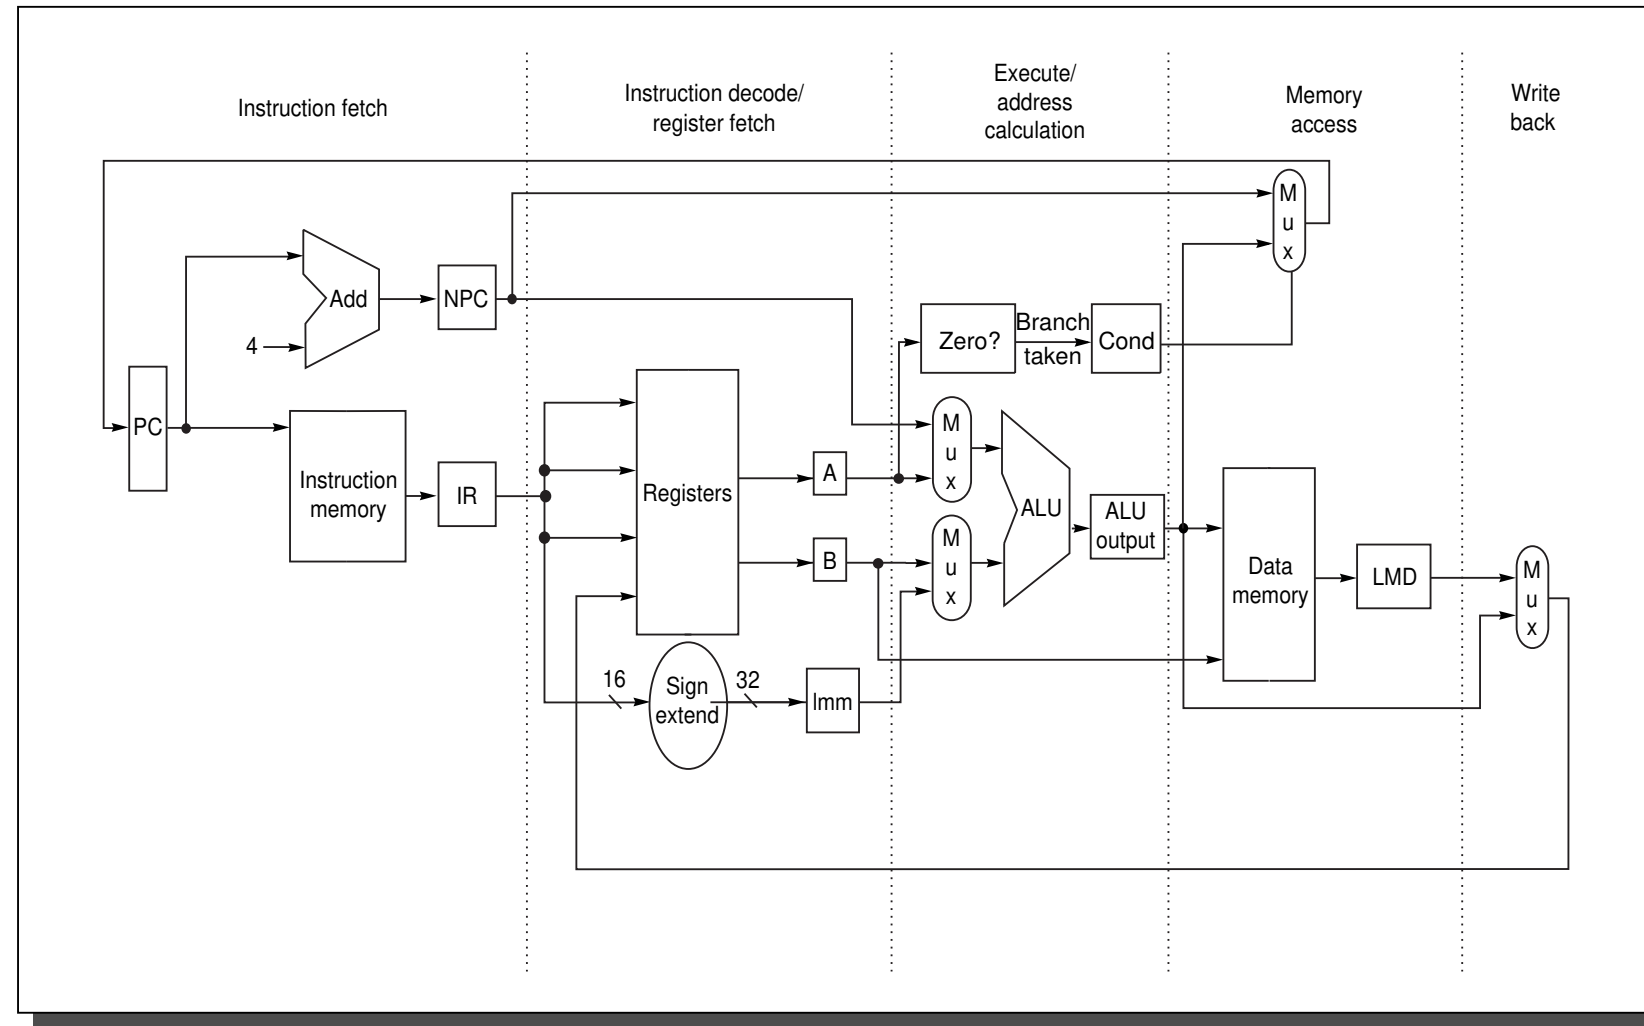 Instruction fetch
Instruction decode/
register fetch
Execute/
address
calculation
Memory
access
Write
back
M
u
x
Add
NPC
4
Zero?
Branch
taken
Cond
PC
Instruction
memory
IR
Registers
A
B
M
u
x
M
u
x
ALU
ALU
output
Data
memory
LMD
M
u
x
16
Sign
extend
32
Imm